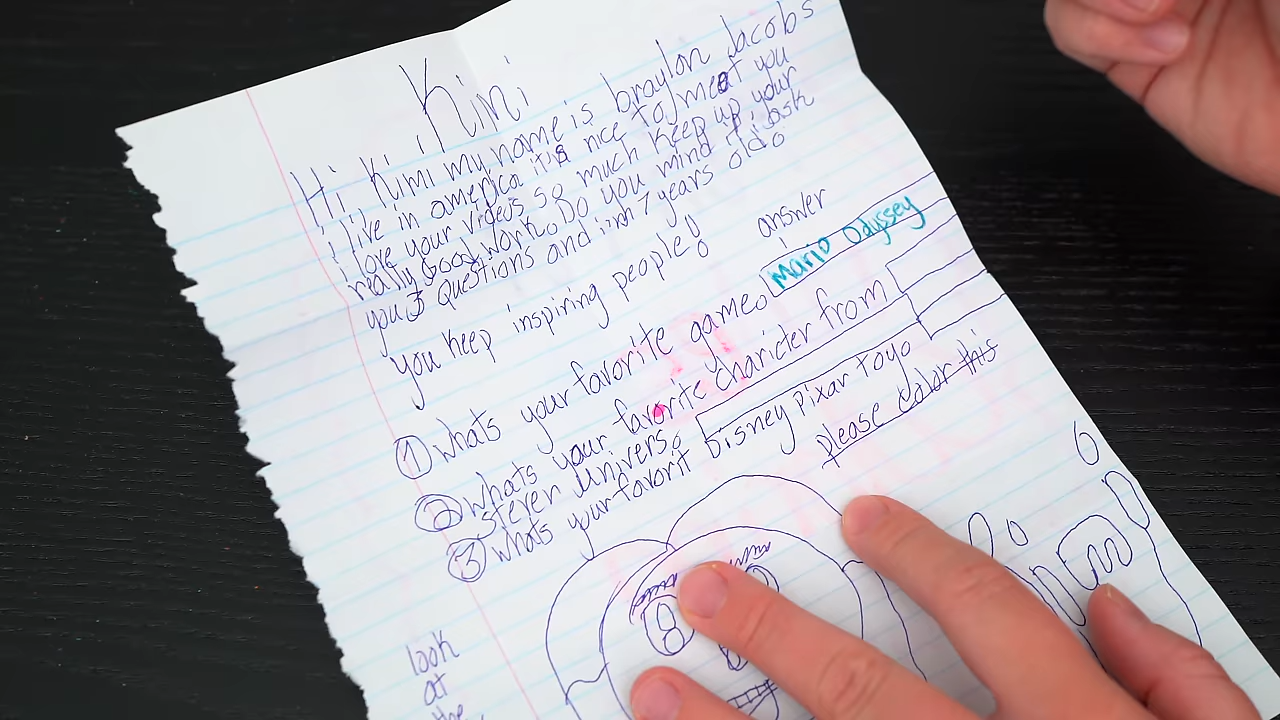 Kimi
Hi Kimi my name is braylon Jacobs
i live in america it's nice to meat you
i love your videos so much keep up your
really Good work. Do you mind if i ask
you 3 questions and i'm 7 years old
you keep inspiring people!
answer
① whats your favorite game. Mario Odyssey
② whats your favorite charicter from
steven Univers.
③ whats your favorit Disney pixar toy
please color this
look
at
the